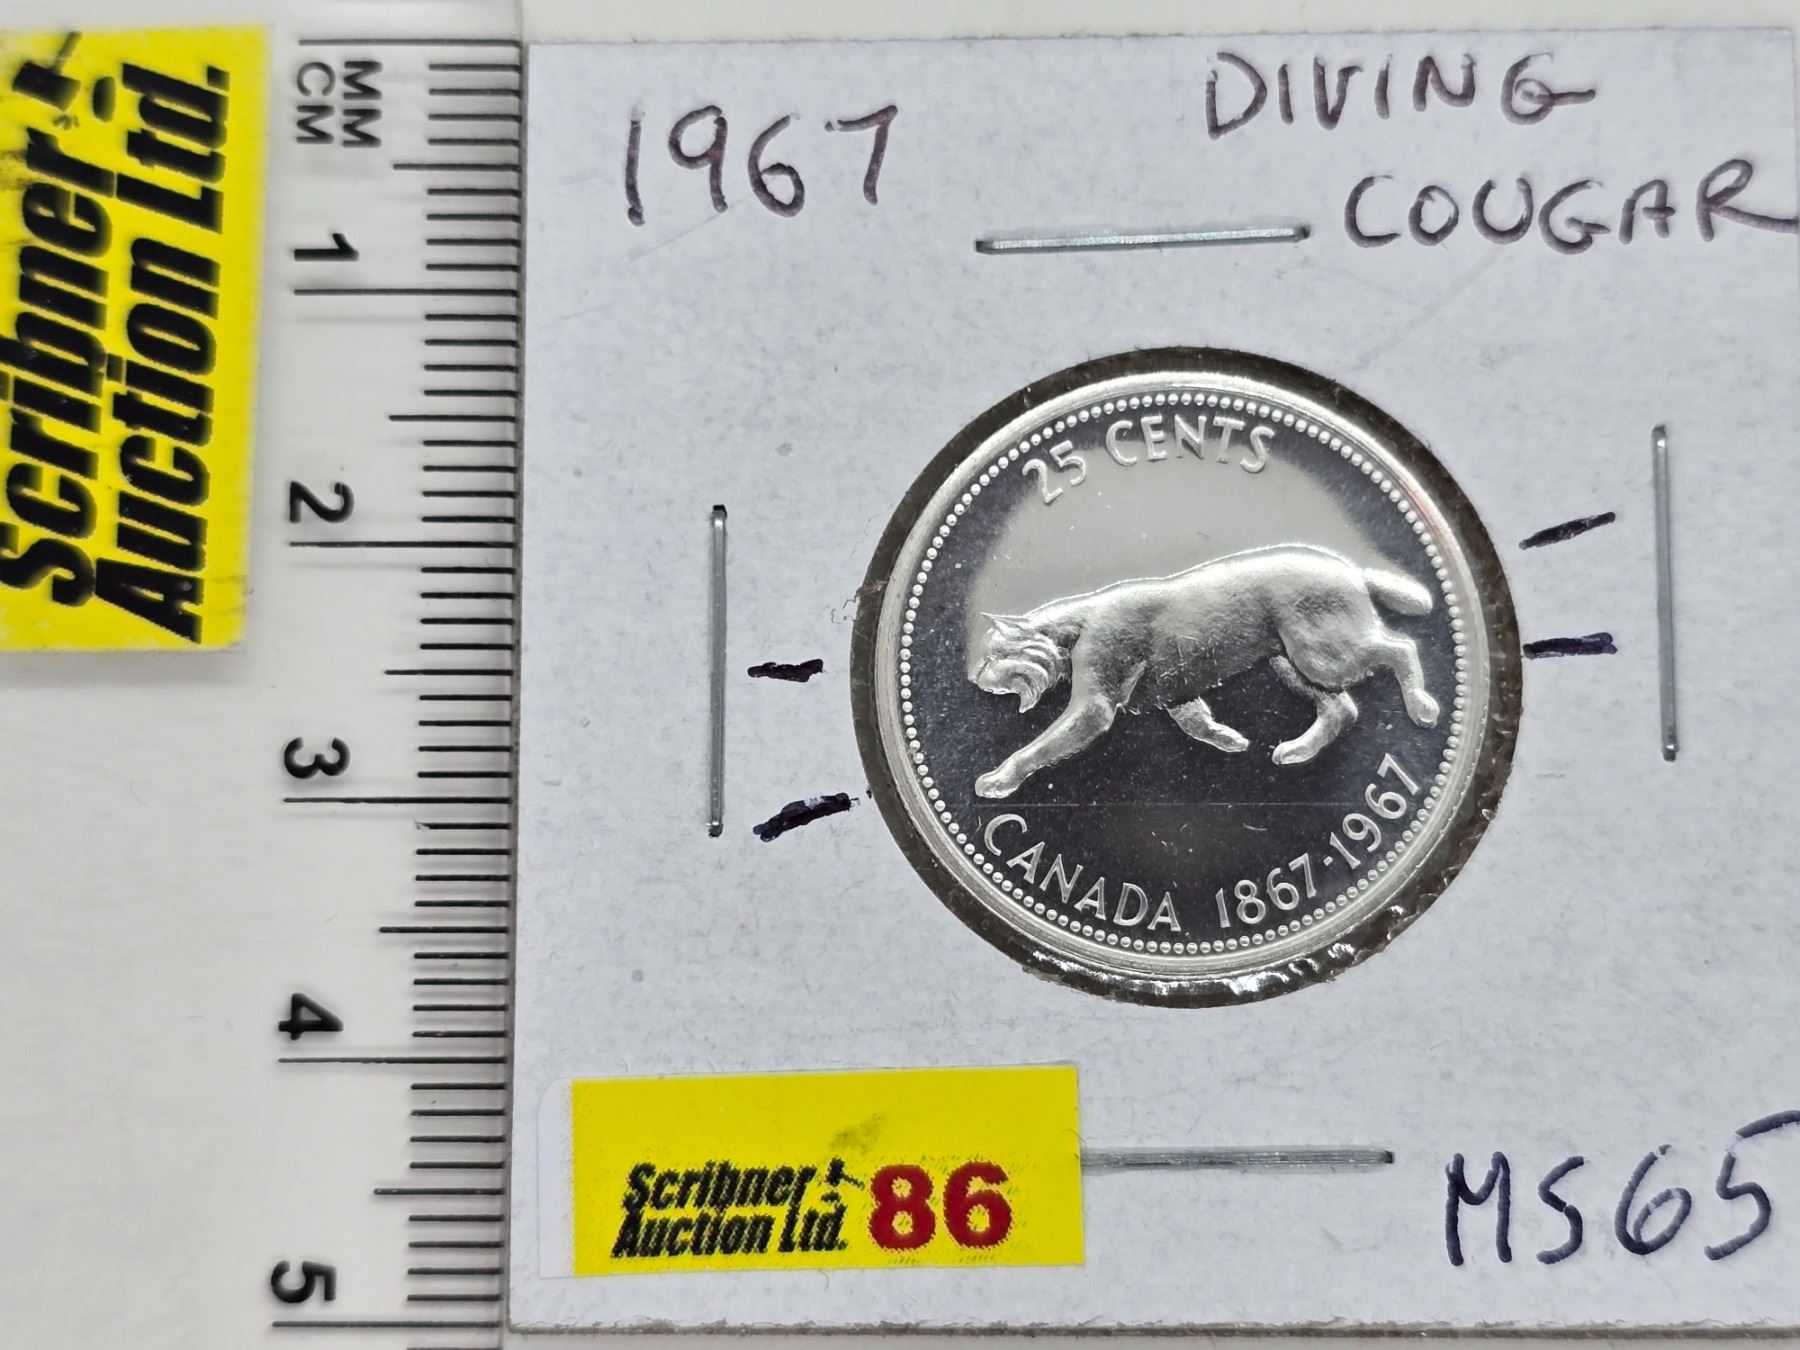 Scribner
Auction Ltd.
MM
CM
1
2
3
4
5
1967
DIVING
COUGAR
25 CENTS
CANADA 1867·1967
Scribner
Auction Ltd.
86
MS65